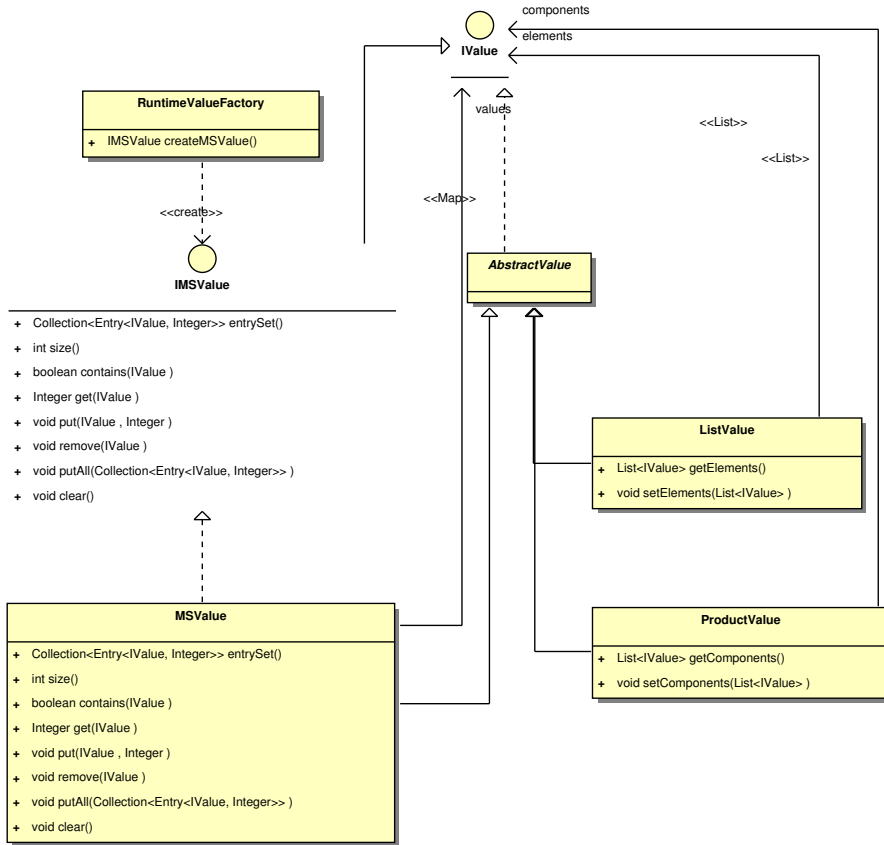 components
elements
IValue
values
<<List>>
<<List>>
<<Map>>
RuntimeValueFactory
+ IMSValue createMSValue()
<<create>>
IMSValue
+ Collection<Entry<IValue, Integer>> entrySet()
+ int size()
+ boolean contains(IValue )
+ Integer get(IValue )
+ void put(IValue , Integer )
+ void remove(IValue )
+ void putAll(Collection<Entry<IValue, Integer>> )
+ void clear()
AbstractValue
ListValue
+ List<IValue> getElements()
+ void setElements(List<IValue> )
MSValue
+ Collection<Entry<IValue, Integer>> entrySet()
+ int size()
+ boolean contains(IValue )
+ Integer get(IValue )
+ void put(IValue , Integer )
+ void remove(IValue )
+ void putAll(Collection<Entry<IValue, Integer>> )
+ void clear()
ProductValue
+ List<IValue> getComponents()
+ void setComponents(List<IValue> )